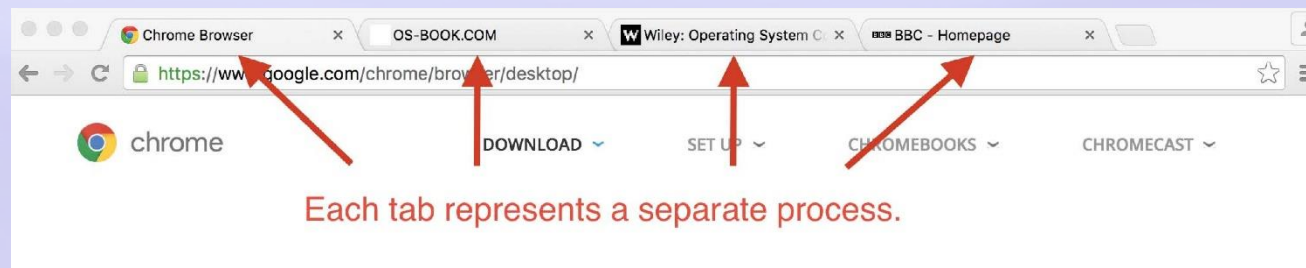 Chrome Browser
OS-BOOK.COM
W Wiley: Operating System C
BBC BBC - Homepage
https://www.google.com/chrome/browser/desktop/
chrome
DOWNLOAD
SET UP
CHROMEBOOKS
CHROMECAST
Each tab represents a separate process.